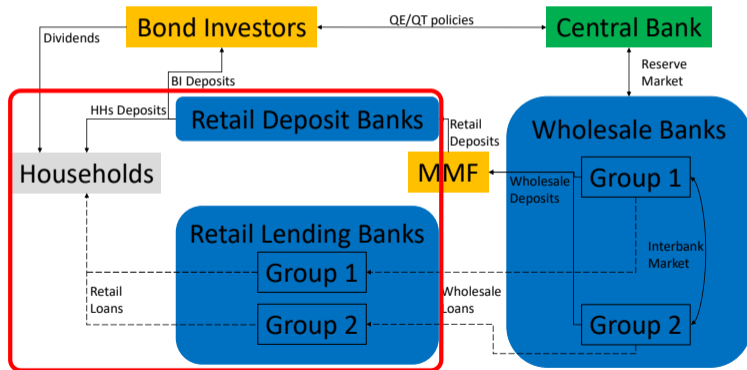 Bond Investors
QE/QT policies
Central Bank
Dividends
BI Deposits
Reserve
Market
HHs Deposits
Retail Deposit Banks
Retail
Deposits
Wholesale Banks
Households
MMF
Wholesale
Deposits
Group 1
Retail Lending Banks
Group 1
Interbank
Market
Retail
Loans
Group 2
Wholesale
Loans
Group 2